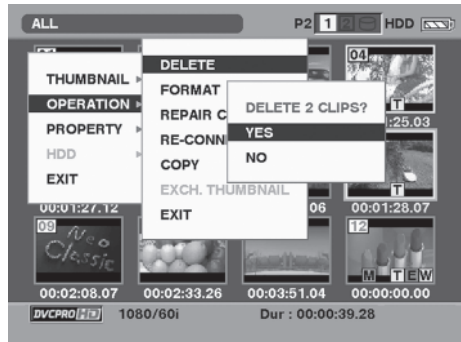 ALL P2 1 2 HDD
04
DELETE
THUMBNAIL
FORMAT
OPERATION
DELETE 2 CLIPS?
REPAIR C
T
:25.03
PROPERTY
YES
RE-CONN
HDD
NO
COPY
EXIT
EXCH. THUMBNAIL
T
00:01:27.12 06 00:01:28.07
EXIT
09 12
Neo
Classic
M T E W
00:02:08.07 00:02:33.26 00:03:51.04 00:00:00.00
DVCPRO HD 1080/60i Dur : 00:00:39.28